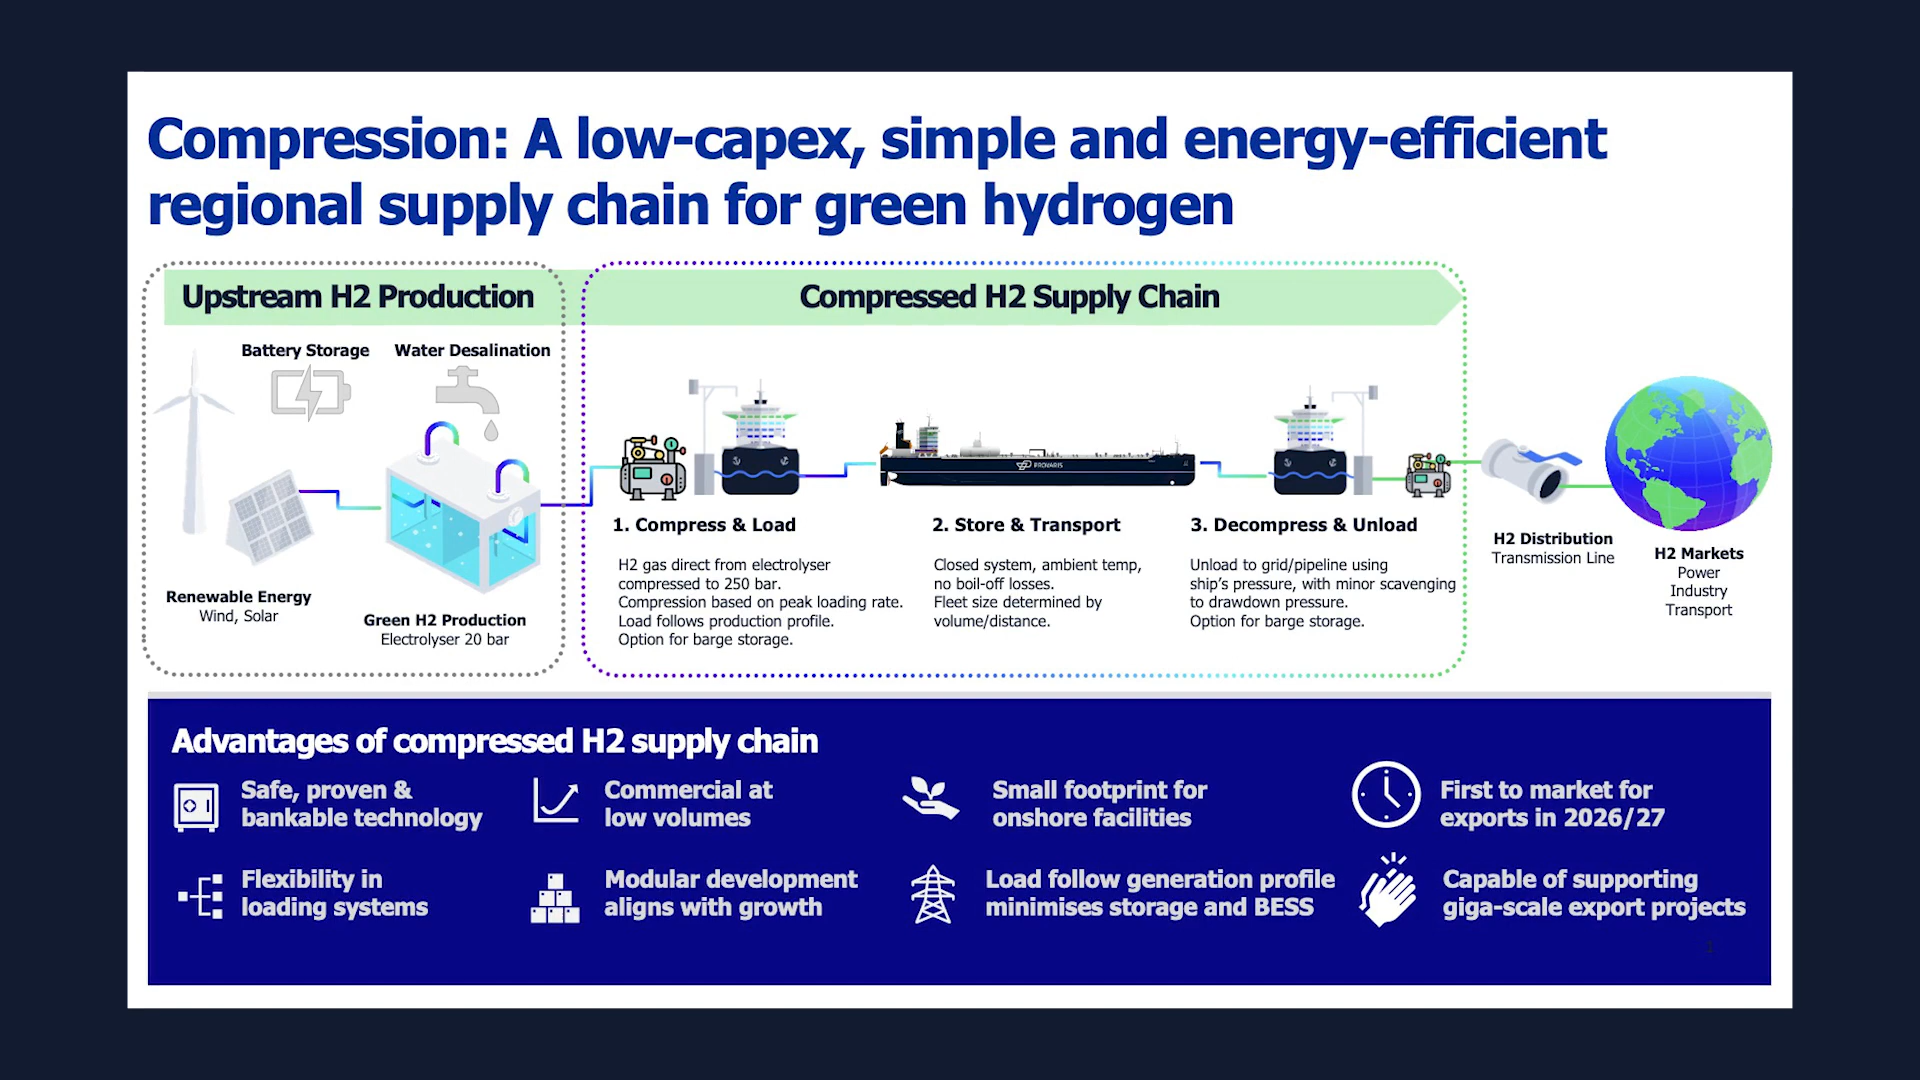 Compression: A low-capex, simple and energy-efficient
regional supply chain for green hydrogen
Upstream H2 Production
Compressed H2 Supply Chain
Battery Storage
Water Desalination
Renewable Energy
Wind, Solar
Green H2 Production
Electrolyser 20 bar
PROVARIS
1. Compress & Load
H2 gas direct from electrolyser
compressed to 250 bar.
Compression based on peak loading rate.
Load follows production profile.
Option for barge storage.
2. Store & Transport
Closed system, ambient temp,
no boil-off losses.
Fleet size determined by
volume/distance.
3. Decompress & Unload
Unload to grid/pipeline using
ship's pressure, with minor scavenging
to drawdown pressure.
Option for barge storage.
H2 Distribution
Transmission Line
H2 Markets
Power
Industry
Transport
Advantages of compressed H2 supply chain
Safe, proven &
bankable technology
Commercial at
low volumes
Small footprint for
onshore facilities
First to market for
exports in 2026/27
Flexibility in
loading systems
Modular development
aligns with growth
Load follow generation profile
minimises storage and BESS
Capable of supporting
giga-scale export projects
1